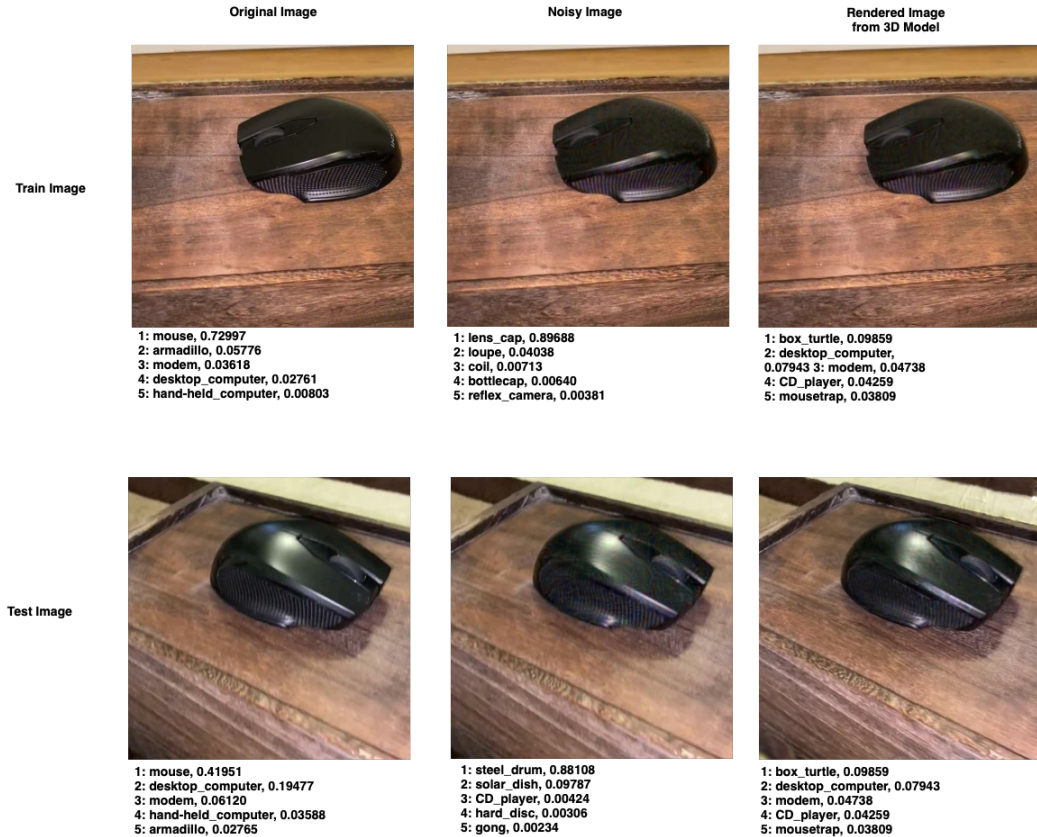 Original Image
Noisy Image
Rendered Image
from 3D Model
Train Image
1: mouse, 0.72997
2: armadillo, 0.05776
3: modem, 0.03618
4: desktop_computer, 0.02761
5: hand-held_computer, 0.00803
1: lens_cap, 0.89688
2: loupe, 0.04038
3: coil, 0.00713
4: bottlecap, 0.00640
5: reflex_camera, 0.00381
1: box_turtle, 0.09859
2: desktop_computer,
0.07943 3: modem, 0.04738
4: CD_player, 0.04259
5: mousetrap, 0.03809
Test Image
1: mouse, 0.41951
2: desktop_computer, 0.19477
3: modem, 0.06120
4: hand-held_computer, 0.03588
5: armadillo, 0.02765
1: steel_drum, 0.88108
2: solar_dish, 0.09787
3: CD_player, 0.00424
4: hard_disc, 0.00306
5: gong, 0.00234
1: box_turtle, 0.09859
2: desktop_computer, 0.07943
3: modem, 0.04738
4: CD_player, 0.04259
5: mousetrap, 0.03809